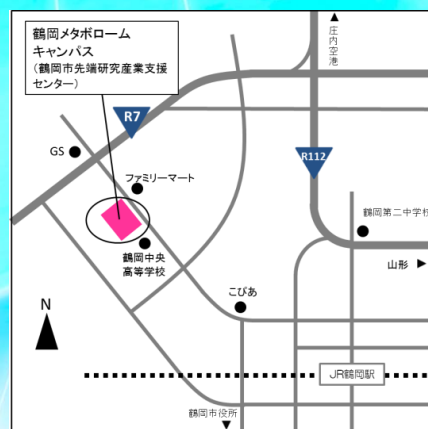 鶴岡メタボローム
キャンパス
(鶴岡市先端研究産業支援
センター)
庄内空港
R7
GS
R112
ファミリーマート
鶴岡第二中学校
鶴岡中央
高等学校
山形
こぴあ
N
JR鶴岡駅
鶴岡市役所